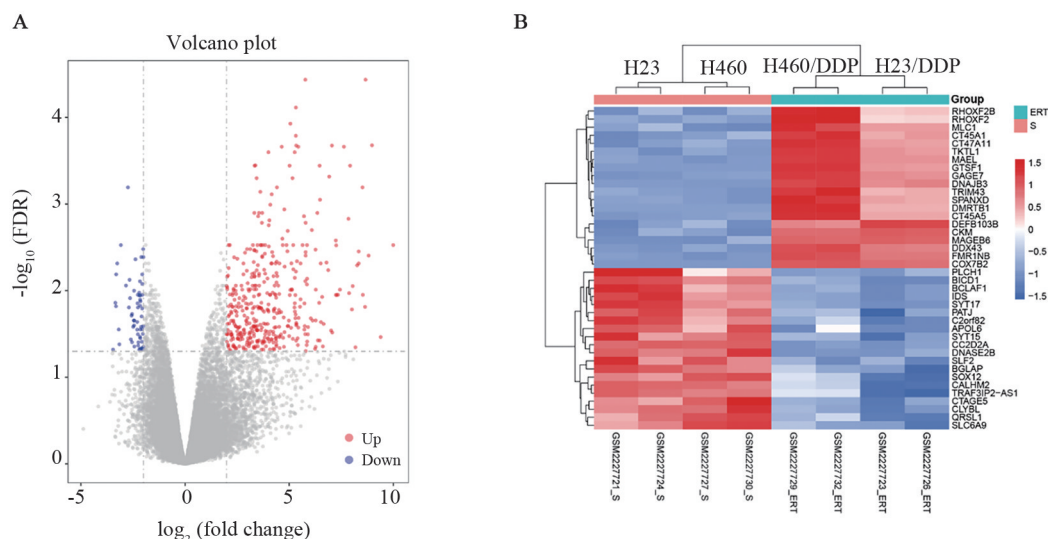 A
Volcano plot
4
3
2
1
0
-log10 (FDR)
Up
Down
-5
0
5
10
log2 (fold change)
B
H23
H460
H460/DDP
H23/DDP
Group
ERT
S
RHOXF2B
RHOXF2
MLC1
CT45A1
CT47A11
TKTL1
MAEL
GTSF1
GAGE7
DNAJB3
TRIM43
SPANXD
DMRTB1
CT45A5
DEFB103B
CKM
MAGEB6
DDX43
FMR1NB
COX7B2
PLCH1
BICD1
BCLAF1
IDS
SYT17
PATJ
C2orf82
APOL6
SYT15
CC2D2A
DNASE2B
SLF2
BGLAP
SOX12
CALHM2
TRAF3IP2-AS1
CTAGE5
CLYBL
QRSL1
SLC6A9
1.5
1
0.5
0
-0.5
-1
-1.5
GSM2227721_S
GSM2227724_S
GSM2227727_S
GSM2227730_S
GSM2227729_ERT
GSM2227732_ERT
GSM2227723_ERT
GSM2227726_ERT